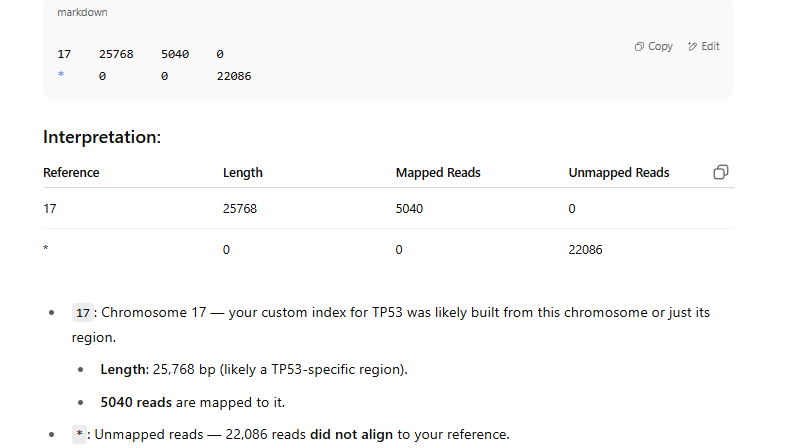 markdown
Copy Edit
17 25768 5040 0
* 0 0 22086
Interpretation:
Reference Length Mapped Reads Unmapped Reads
17 25768 5040 0
* 0 0 22086
17: Chromosome 17 — your custom index for TP53 was likely built from this chromosome or just its
region.
Length: 25,768 bp (likely a TP53-specific region).
5040 reads are mapped to it.
*: Unmapped reads — 22,086 reads did not align to your reference.